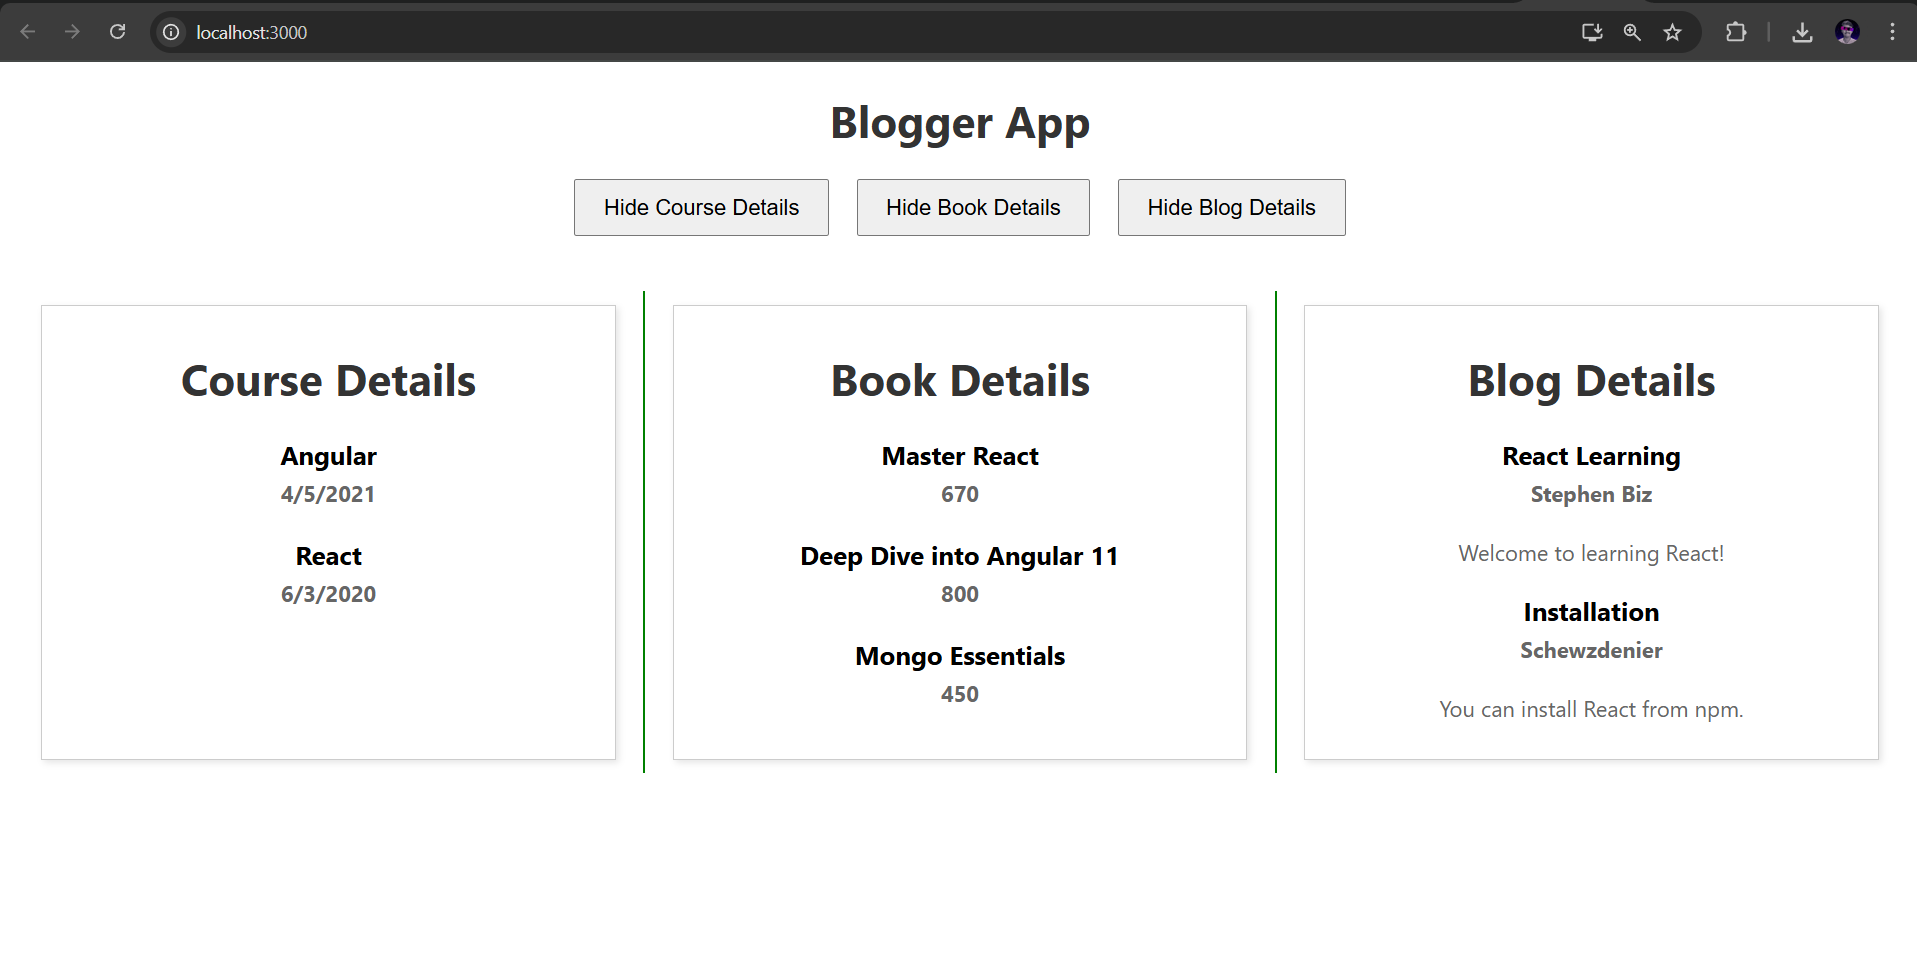 localhost:3000
Blogger App
Hide Course Details
Hide Book Details
Hide Blog Details
Course Details
Angular
4/5/2021
React
6/3/2020
Book Details
Master React
670
Deep Dive into Angular 11
800
Mongo Essentials
450
Blog Details
React Learning
Stephen Biz
Welcome to learning React!
Installation
Schewzdenier
You can install React from npm.